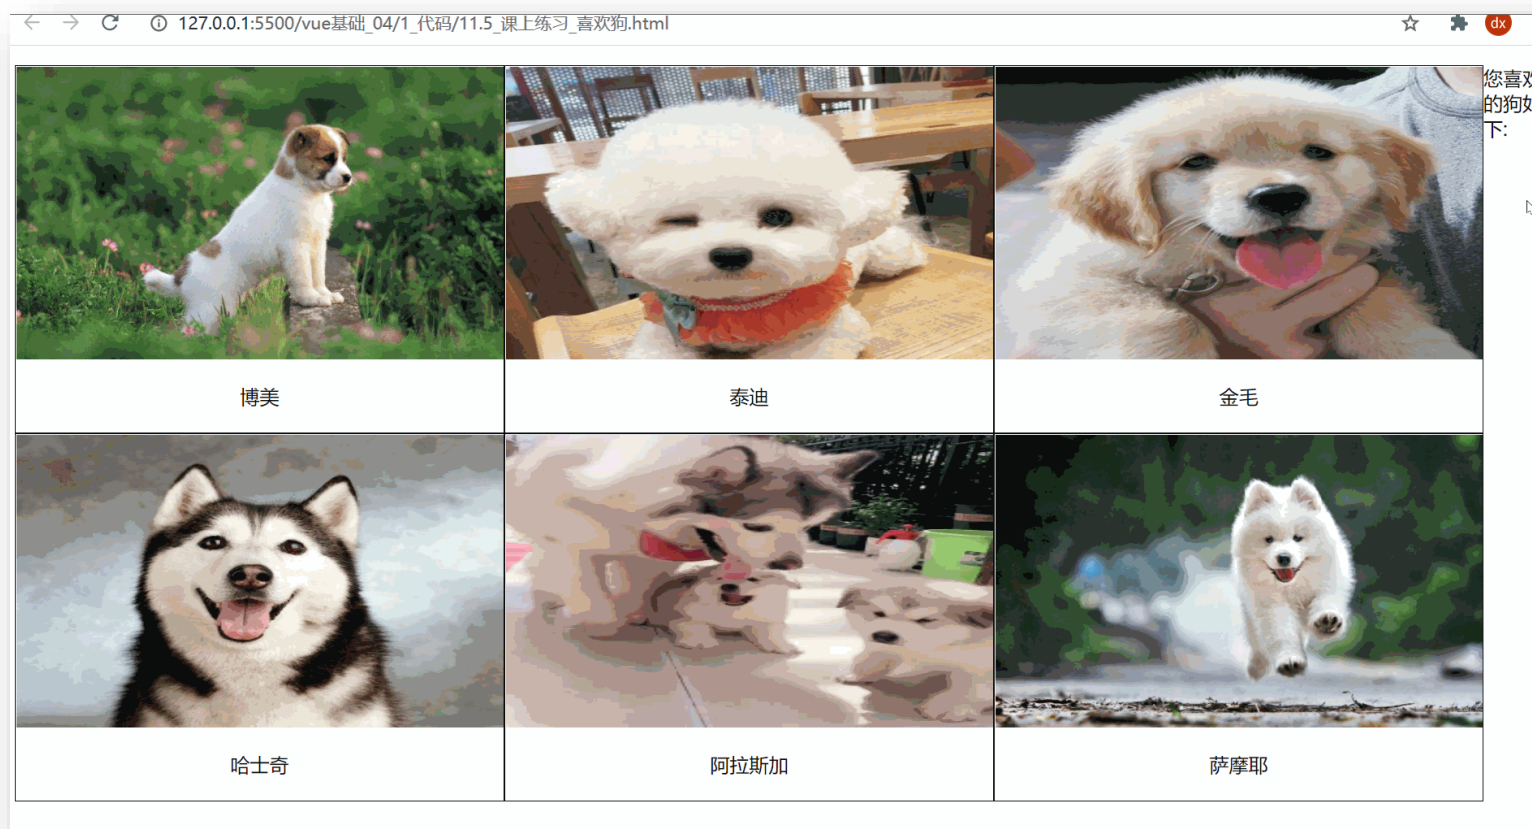 127.0.0.1:5500/vue基础_04/1_代码/11.5_课上练习_喜欢狗.html
dx
您喜欢
的狗如
下:
博美
泰迪
金毛
哈士奇
阿拉斯加
萨摩耶